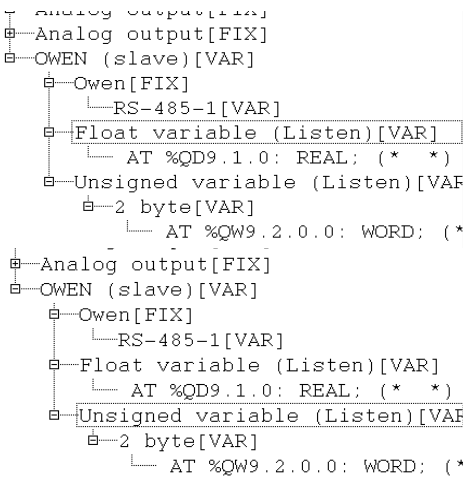 Analog output[FIX]
Analog output[FIX]
OWEN (slave)[VAR]
Owen[FIX]
RS-485-1[VAR]
Float variable (Listen)[VAR]
AT %QD9.1.0: REAL; (* *)
Unsigned variable (Listen)[VAR
2 byte[VAR]
AT %QW9.2.0.0: WORD; (*
Analog output[FIX]
OWEN (slave)[VAR]
Owen[FIX]
RS-485-1[VAR]
Float variable (Listen)[VAR]
AT %QD9.1.0: REAL; (* *)
Unsigned variable (Listen)[VAR
2 byte[VAR]
AT %QW9.2.0.0: WORD; (*